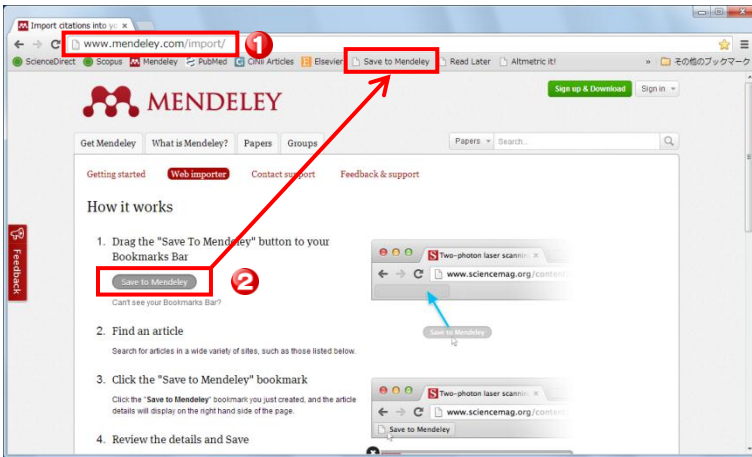 Import citations into yo
www.mendeley.com/import/
1
ScienceDirect Scopus Mendeley PubMed CiNii Articles Elsevier Save to Mendeley Read Later Altmetric it! » その他のブックマーク
MENDELEY
Sign up & Download Sign in
Get Mendeley What is Mendeley? Papers Groups
Papers Search...
Getting started Web importer Contact support Feedback & support
How it works
Feedback
1. Drag the "Save To Mendeley" button to your
Bookmarks Bar
Save to Mendeley
2
Can't see your Bookmarks Bar?
Two-photon laser scanning
www.sciencemag.org/content
Save to Mendeley
2. Find an article
Search for articles in a wide variety of sites, such as those listed below.
3. Click the "Save to Mendeley" bookmark
Click the "Save to Mendeley" bookmark you just created, and the article
details will display on the right hand side of the page.
Two-photon laser scanning
www.sciencemag.org/content
Save to Mendeley
4. Review the details and Save